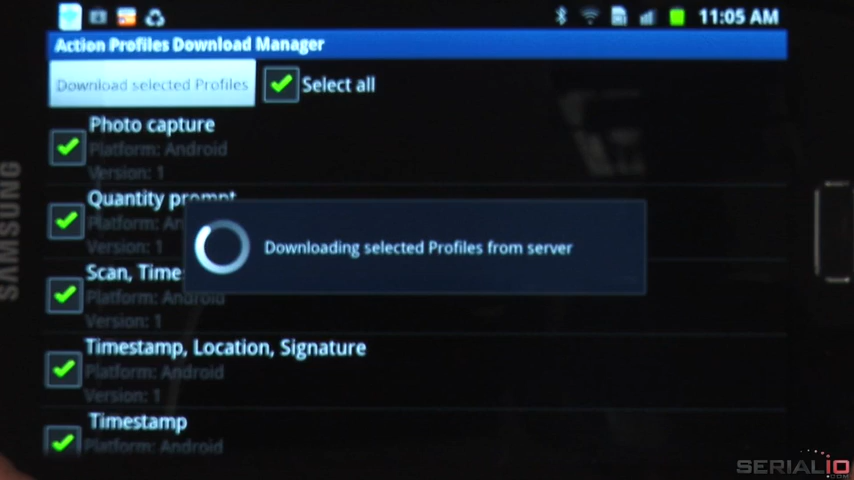 11:05 AM
Action Profiles Download Manager
Download selected Profiles
Select all
Photo capture
Platform: Android
Version: 1
Quantity prompt
Platform: An
Version: 1
Downloading selected Profiles from server
Scan, Time
Platform: Android
Version: 1
Timestamp, Location, Signature
Platform: Android
Version: 1
Timestamp
Platform: Android
SAMSUNG
SERIALIO
.COM